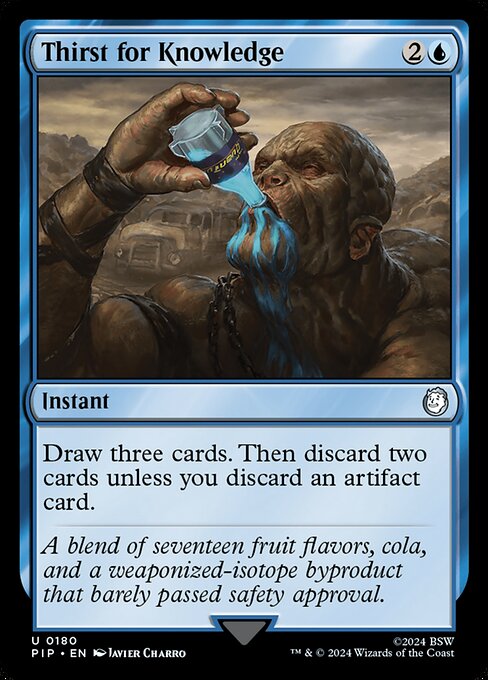 Thirst for Knowledge 2
Instant
Draw three cards. Then discard two
cards unless you discard an artifact
card.
A blend of seventeen fruit flavors, cola,
and a weaponized-isotope byproduct
that barely passed safety approval.
U 0180
©2024 BSW
PIP • EN Javier Charro
™ & © 2024 Wizards of the Coast